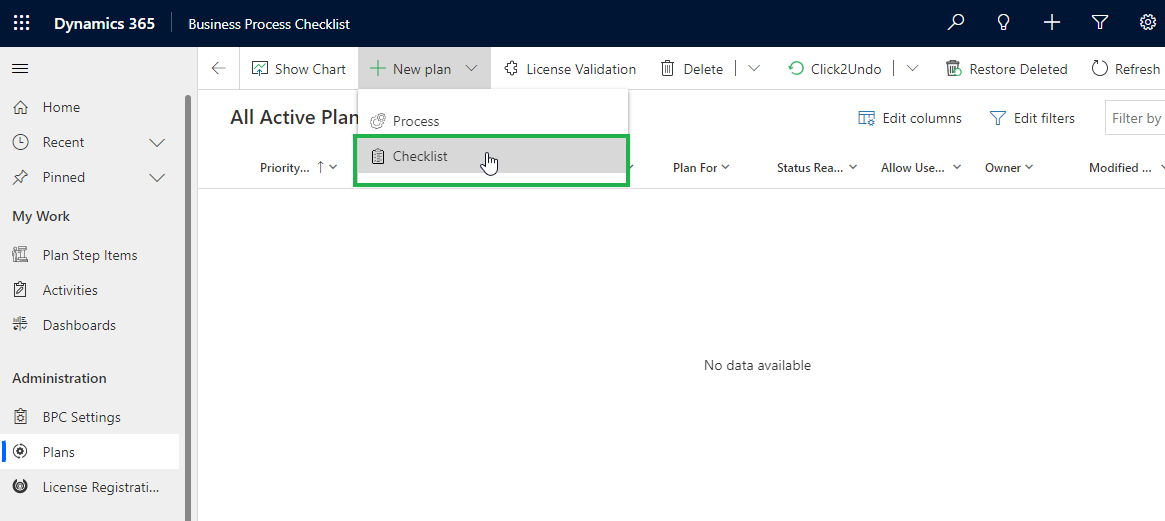 Dynamics 365 Business Process Checklist
Show Chart New plan License Validation Delete Click2Undo Restore Deleted Refresh
Home
Recent
Pinned
My Work
Plan Step Items
Activities
Dashboards
Administration
BPC Settings
Plans
License Registrati...
All Active Plan Edit columns Edit filters Filter by
Process
Checklist
Priority... Plan For Status Rea... Allow Use... Owner Modified ...
No data available